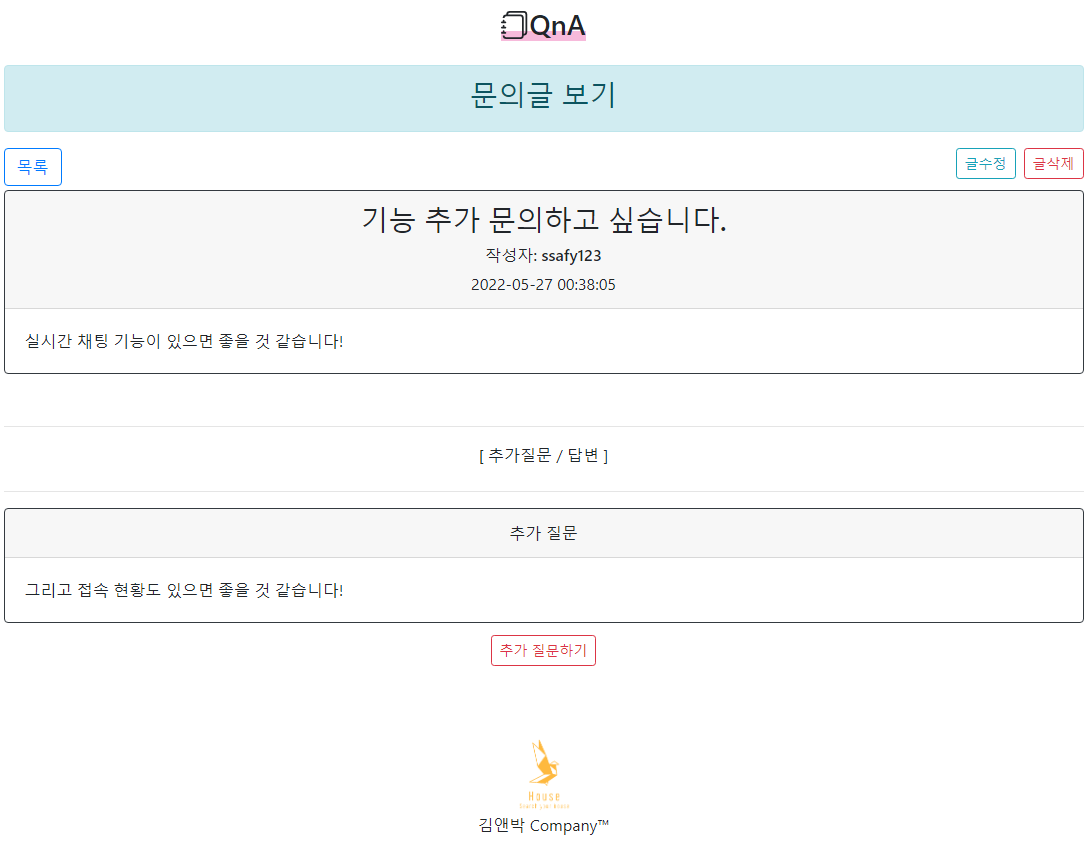 QnA
문의글 보기
목록
글수정
글삭제
기능 추가 문의하고 싶습니다.
작성자: ssafy123
2022-05-27 00:38:05
실시간 채팅 기능이 있으면 좋을 것 같습니다!
[ 추가질문 / 답변 ]
추가 질문
그리고 접속 현황도 있으면 좋을 것 같습니다!
추가 질문하기
House
김앤박 Company™